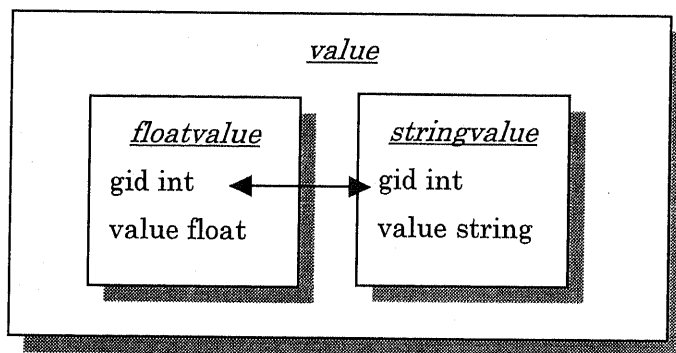 value
floatvalue
gid int
value float
stringvalue
gid int
value string